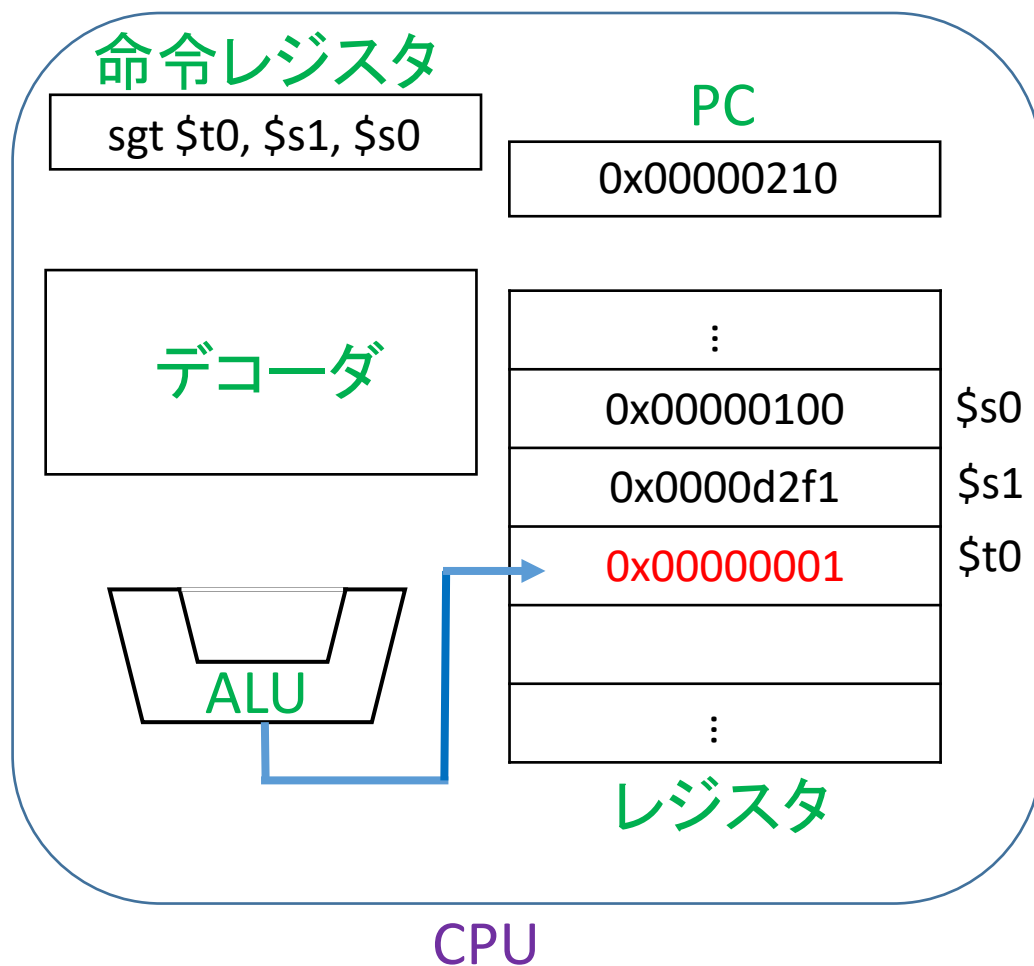 命令レジスタ
sgt $t0, $s1, $s0
PC
0x00000210
デコーダ
⋮
0x00000100 $s0
0x0000d2f1 $s1
0x00000001 $t0
ALU
⋮
レジスタ
CPU